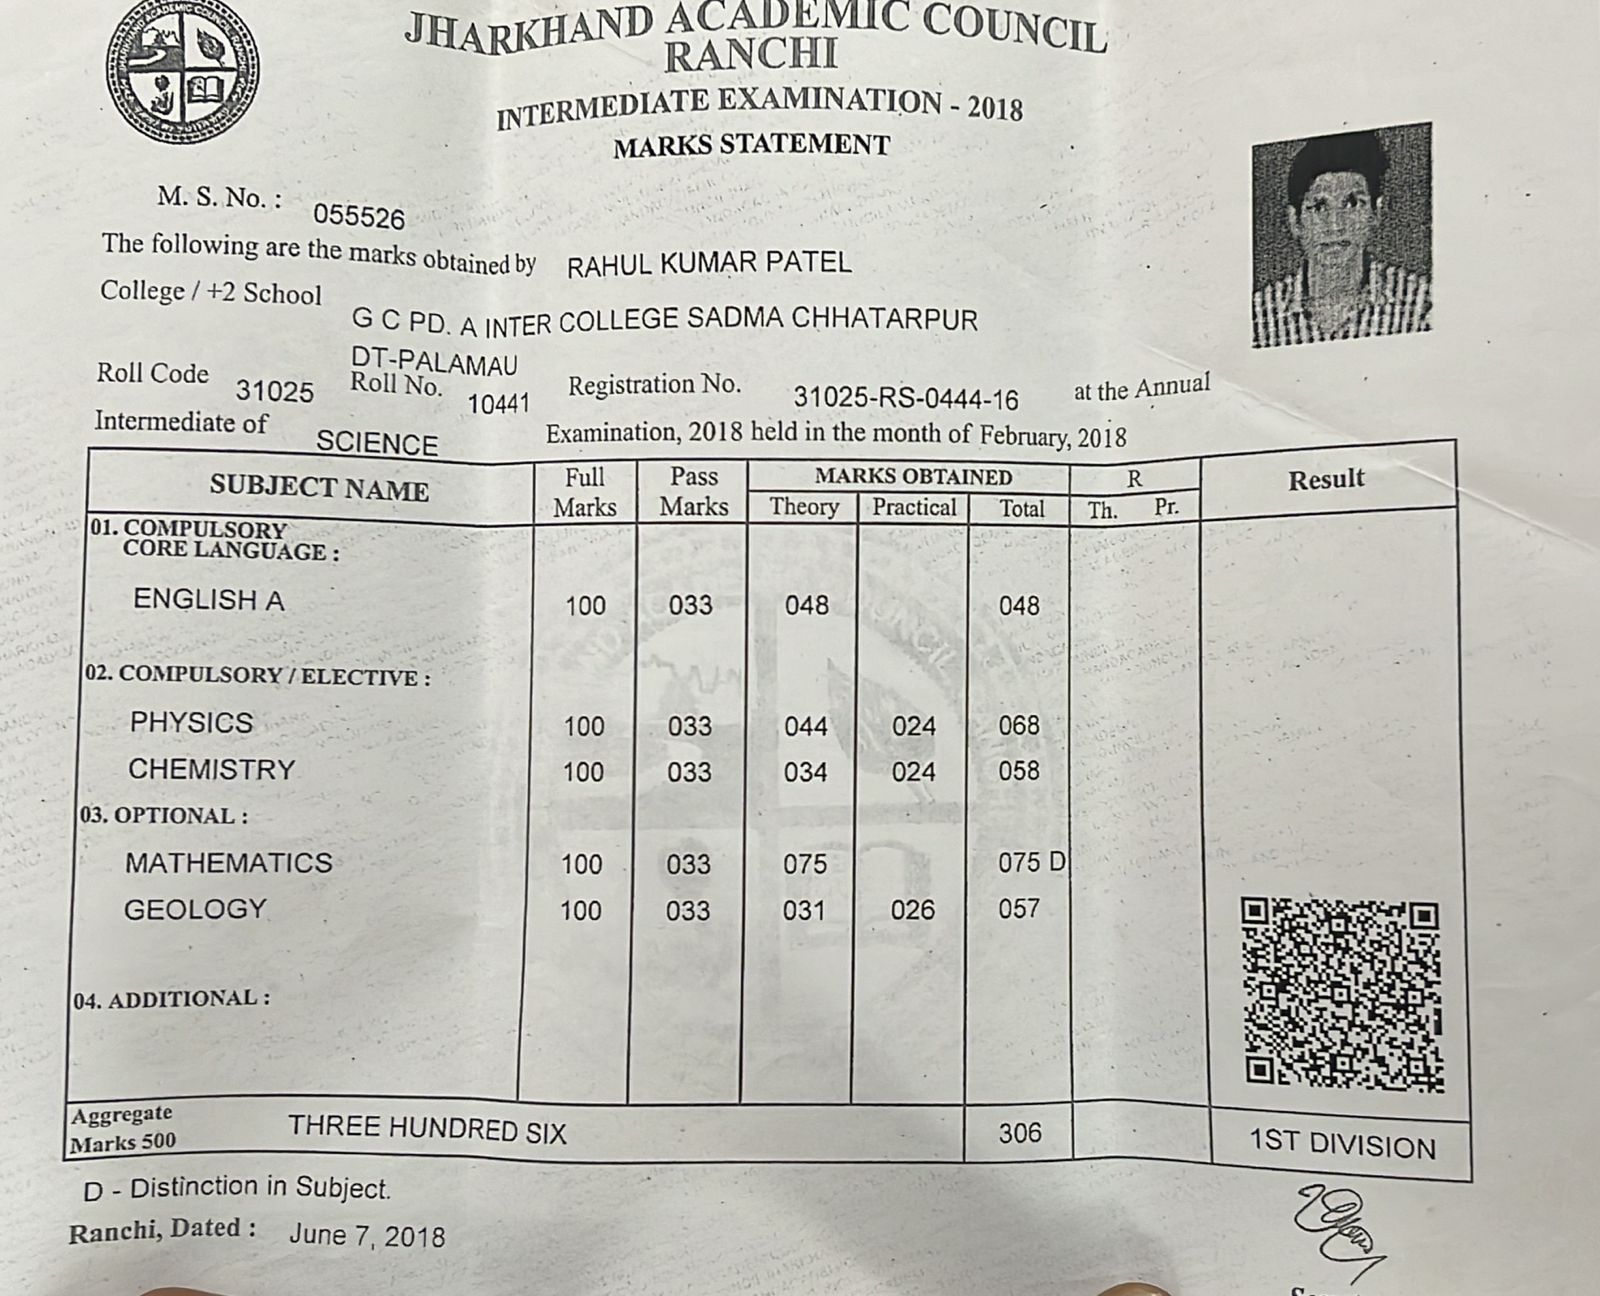 JHARKHAND ACADEMIC COUNCIL
RANCHI
INTERMEDIATE EXAMINATION - 2018
MARKS STATEMENT
M. S. No. : 055526
The following are the marks obtained by RAHUL KUMAR PATEL
College / +2 School
G C PD. A INTER COLLEGE SADMA CHHATARPUR
DT-PALAMAU
Roll Code 31025 Roll No. 10441 Registration No. 31025-RS-0444-16 at the Annual
Intermediate of SCIENCE Examination, 2018 held in the month of February, 2018
SUBJECT NAME Full Marks Pass Marks MARKS OBTAINED R Result
Theory Practical Total Th. Pr.
01. COMPULSORY
CORE LANGUAGE :
ENGLISH A 100 033 048 048
02. COMPULSORY / ELECTIVE :
PHYSICS 100 033 044 024 068
CHEMISTRY 100 033 034 024 058
03. OPTIONAL :
MATHEMATICS 100 033 075 075 D
GEOLOGY 100 033 031 026 057
04. ADDITIONAL :
Aggregate
Marks 500 THREE HUNDRED SIX 306 1ST DIVISION
D - Distinction in Subject.
Ranchi, Dated : June 7, 2018